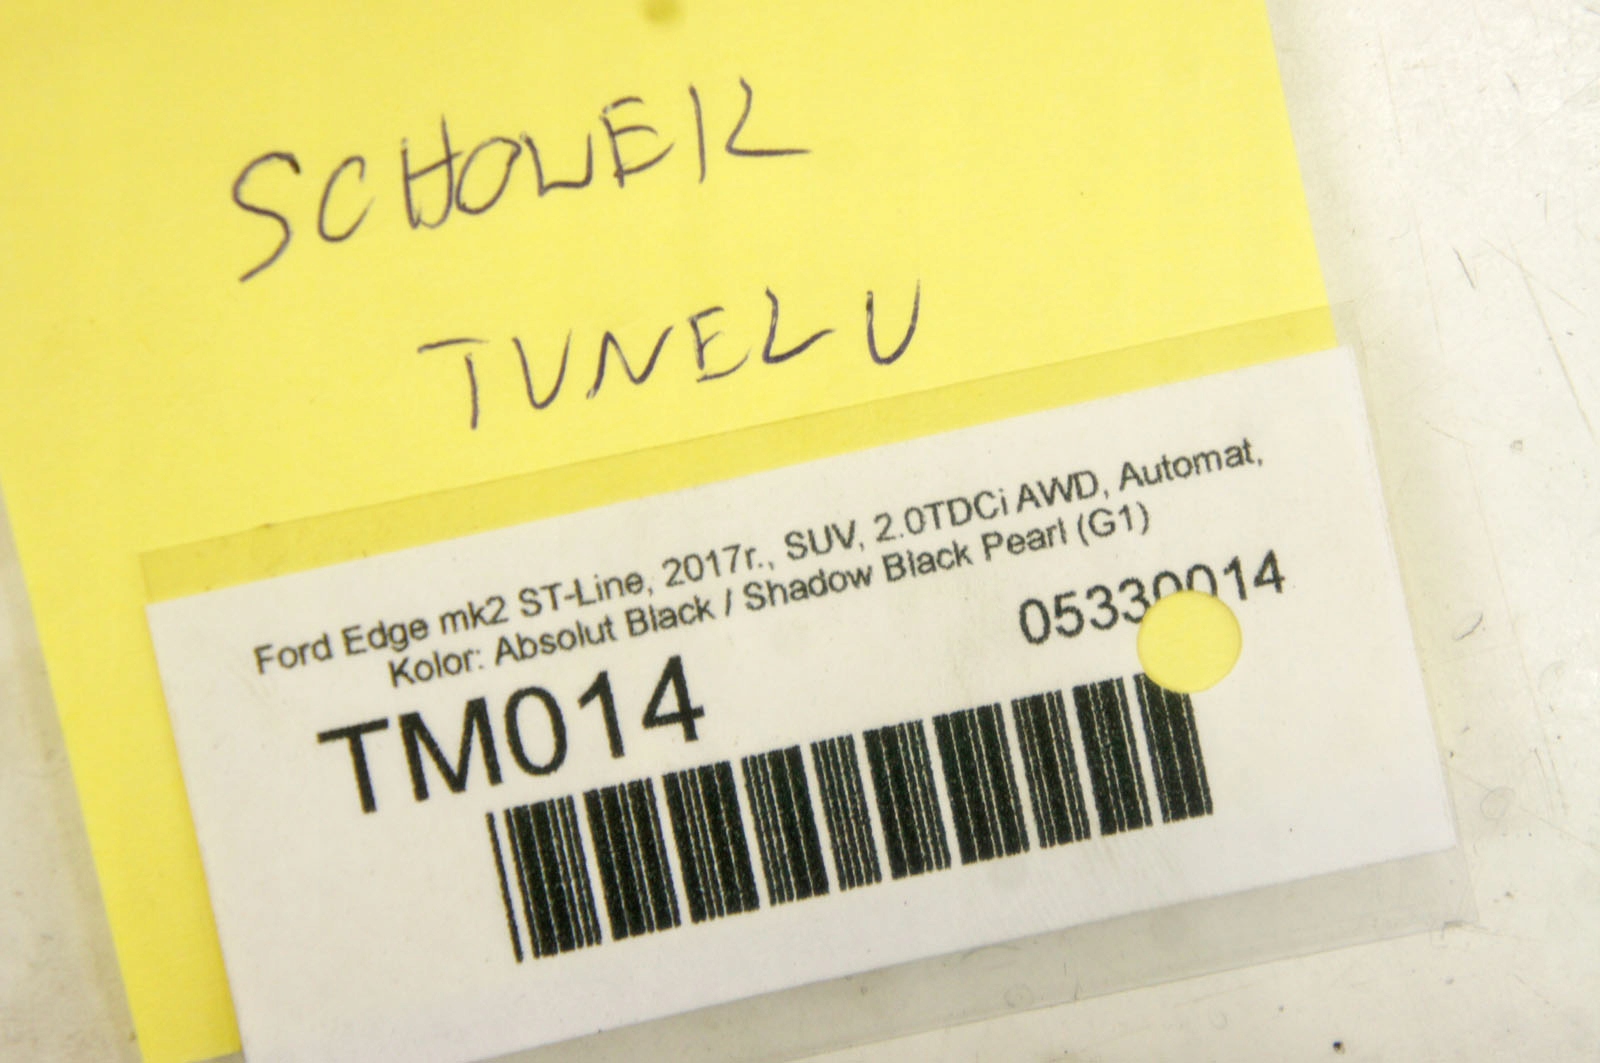 SCHOWEK
TUNELU
Ford Edge mk2 ST-Line, 2017r., SUV, 2.0TDCi AWD, Automat,
Kolor: Absolut Black / Shadow Black Pearl (G1)
05330014
TM014